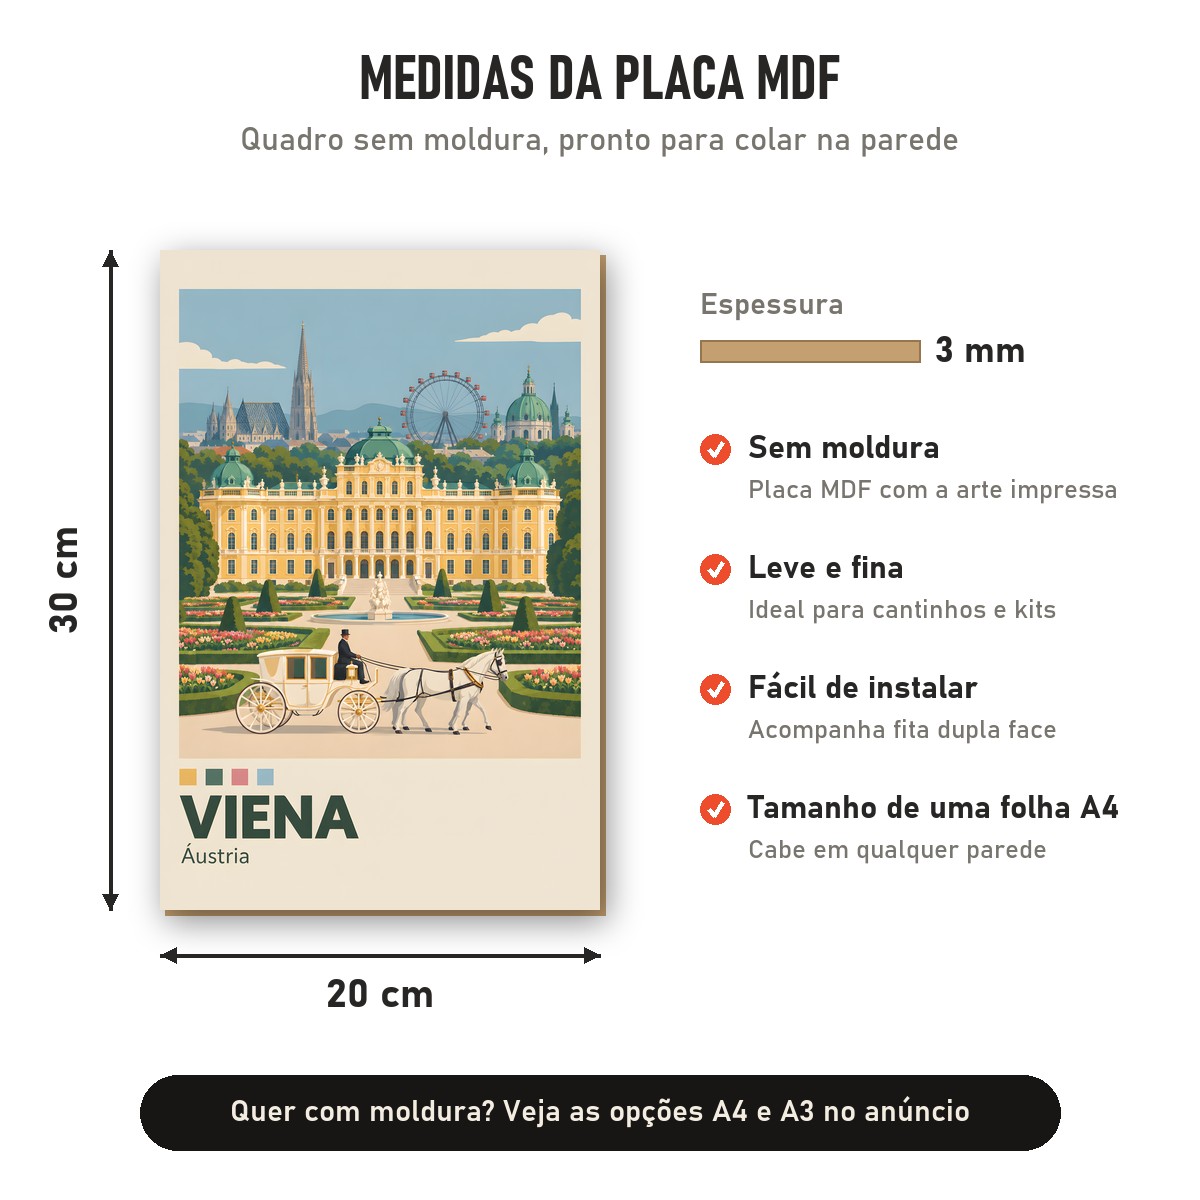 MEDIDAS DA PLACA MDF
Quadro sem moldura, pronto para colar na parede
30 cm
VIENA
Áustria
20 cm
Espessura
3 mm
Sem moldura
Placa MDF com a arte impressa
Leve e fina
Ideal para cantinhos e kits
Fácil de instalar
Acompanha fita dupla face
Tamanho de uma folha A4
Cabe em qualquer parede
Quer com moldura? Veja as opções A4 e A3 no anúncio